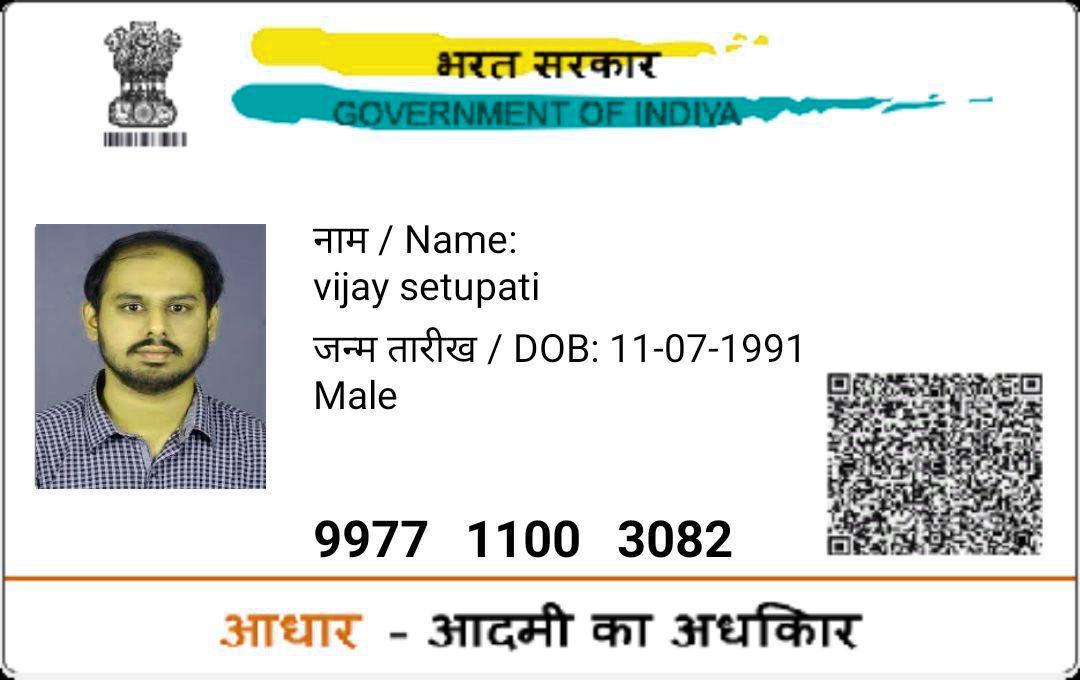 भरत सरकार
GOVERNMENT OF INDIYA
नाम / Name:
vijay setupati
जन्म तारीख / DOB: 11-07-1991
Male
9977 1100 3082
आधार - आदमी का अधकिार